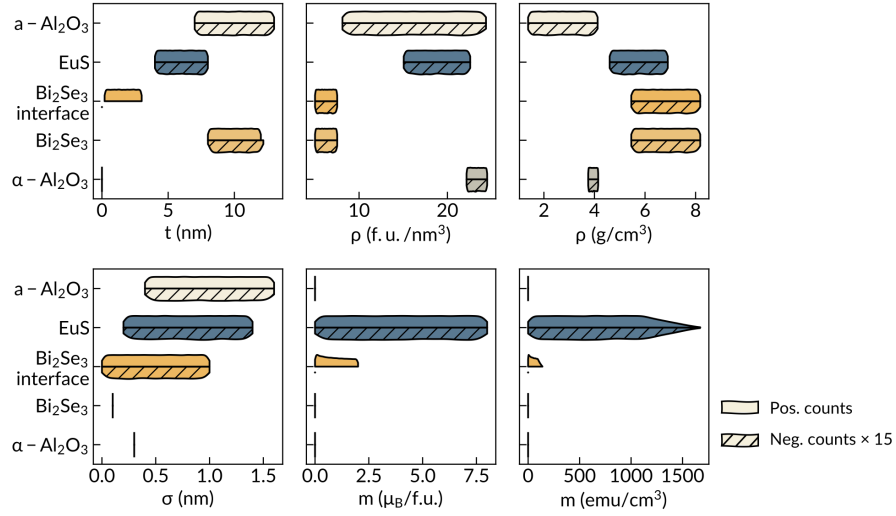 a – Al₂O₃
EuS
Bi₂Se₃
interface
Bi₂Se₃
α – Al₂O₃
0 5 10
t (nm)
10 20
ρ (f. u. /nm³)
2 4 6 8
ρ (g/cm³)
a – Al₂O₃
EuS
Bi₂Se₃
interface
Bi₂Se₃
α – Al₂O₃
0.0 0.5 1.0 1.5
σ (nm)
0.0 2.5 5.0 7.5
m (μ_B/f.u.)
0 500 1000 1500
m (emu/cm³)
Pos. counts
Neg. counts × 15